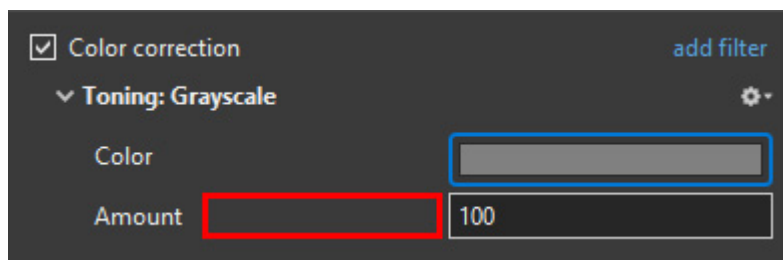 Color correction add filter
Toning: Grayscale
Color
Amount 100